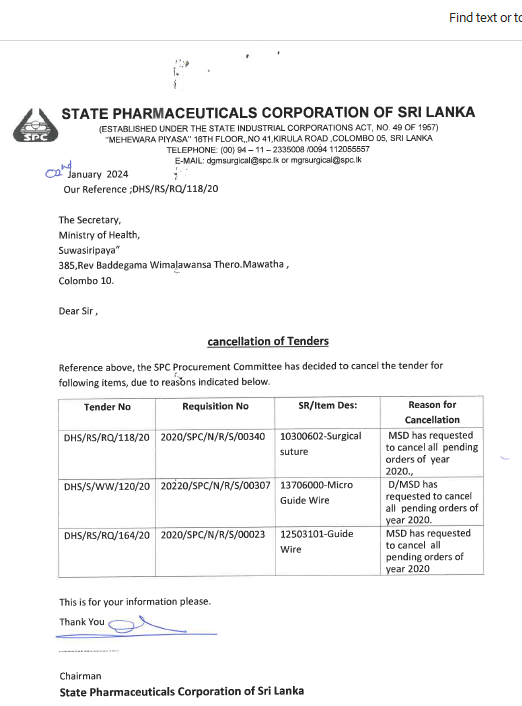 Find text or to
SPC
STATE PHARMACEUTICALS CORPORATION OF SRI LANKA
(ESTABLISHED UNDER THE STATE INDUSTRIAL CORPORATIONS ACT, NO. 49 OF 1957)
"MEHEWARA PIYASA" 16TH FLOOR,,NO 41,KIRULA ROAD ,COLOMBO 05, SRI LANKA
TELEPHONE: (00) 94 – 11 – 2335008 /0094 112055557
E-MAIL: dgmsurgical@spc.lk or mgrsurgical@spc.lk
02nd January 2024
Our Reference ;DHS/RS/RQ/118/20
The Secretary,
Ministry of Health,
Suwasiripaya"
385,Rev Baddegama Wimalawansa Thero.Mawatha ,
Colombo 10.
Dear Sir ,
cancellation of Tenders
Reference above, the SPC Procurement Committee has decided to cancel the tender for
following items, due to reasons indicated below.
Tender No Requisition No SR/Item Des: Reason for
Cancellation
DHS/RS/RQ/118/20 2020/SPC/N/R/S/00340 10300602-Surgical MSD has requested
suture to cancel all pending
orders of year
2020.,
DHS/S/WW/120/20 20220/SPC/N/R/S/00307 13706000-Micro D/MSD has
Guide Wire requested to cancel
all pending orders of
year 2020.
DHS/RS/RQ/164/20 2020/SPC/N/R/S/00023 12503101-Guide MSD has requested
Wire to cancel all
pending orders of
year 2020
This is for your information please.
Thank You
Chairman
State Pharmaceuticals Corporation of Sri Lanka